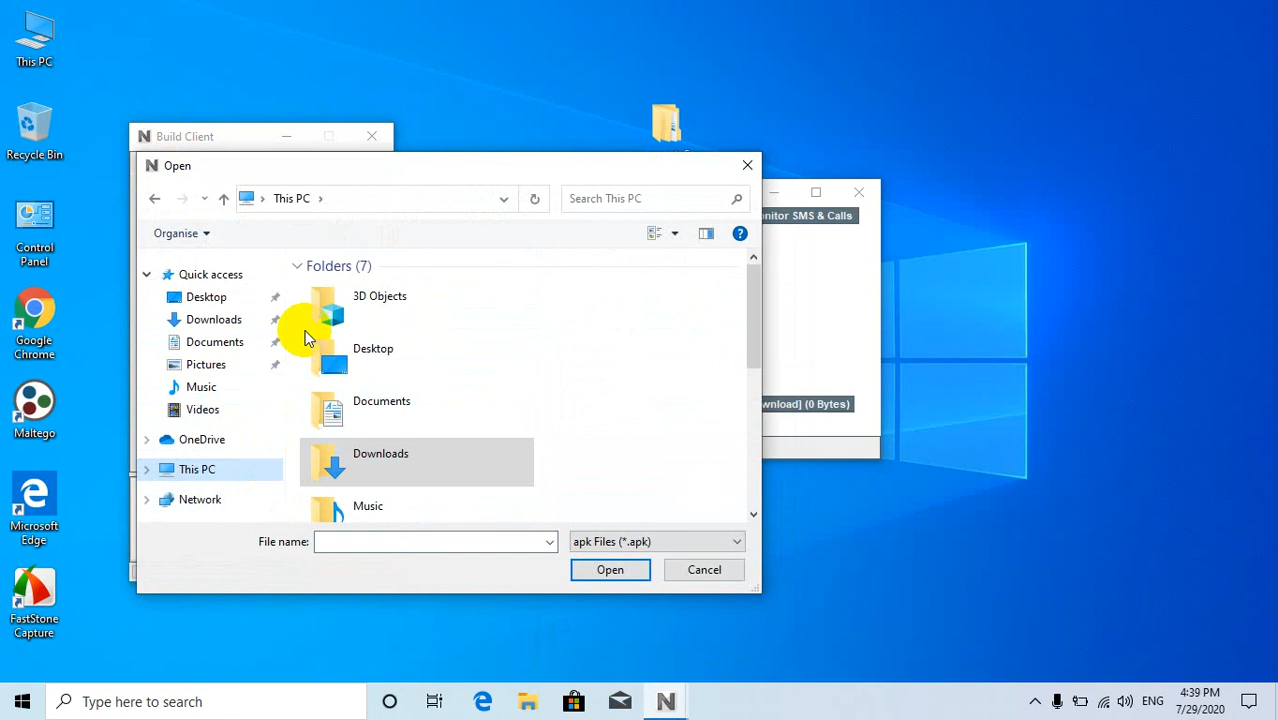 This PC
Recycle Bin
Control
Panel
Google
Chrome
Maltego
Microsoft
Edge
FastStone
Capture
Build Client
Open
This PC
Search This PC
Organise
Quick access
Desktop
Downloads
Documents
Pictures
Music
Videos
OneDrive
This PC
Network
Folders (7)
3D Objects
Desktop
Documents
Downloads
Music
File name:
apk Files (*.apk)
Open
Cancel
onitor SMS & Calls
wnload] (0 Bytes)
Type here to search
ENG
4:39 PM
7/29/2020